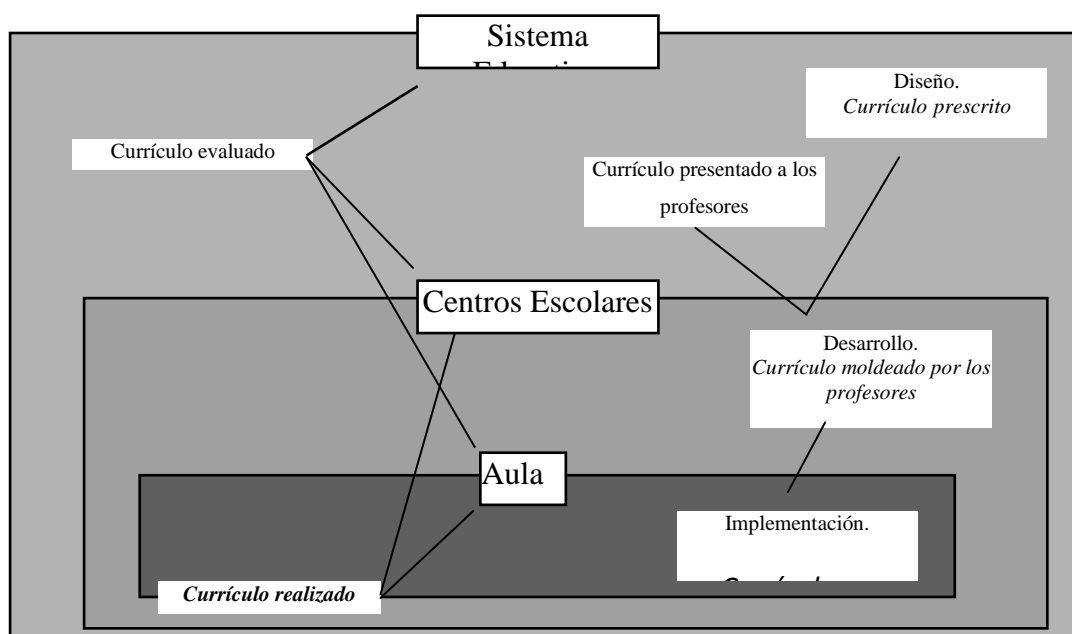 Sistema
Diseño.
Currículo prescrito
Currículo evaluado
Currículo presentado a los
profesores
Centros Escolares
Desarrollo.
Currículo moldeado por los
profesores
Aula
Implementación.
Currículo realizado